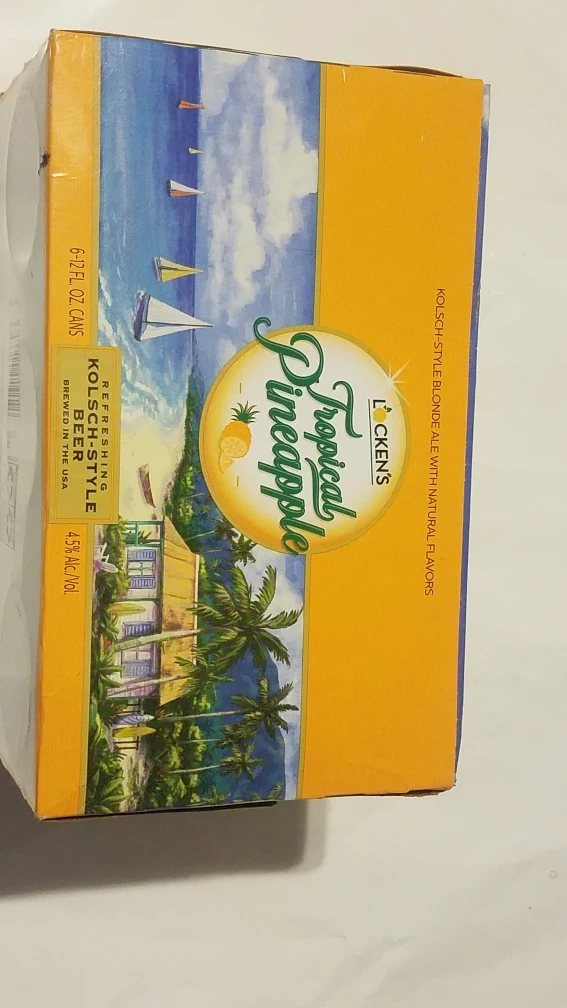 KOLSCH-STYLE BLONDE ALE WITH NATURAL FLAVORS
LOCKEN'S
Tropical
Pineapple
6-12 FL. OZ. CANS
REFRESHING
KOLSCH-STYLE
BEER
BREWED IN THE USA
4.5% Alc./Vol.